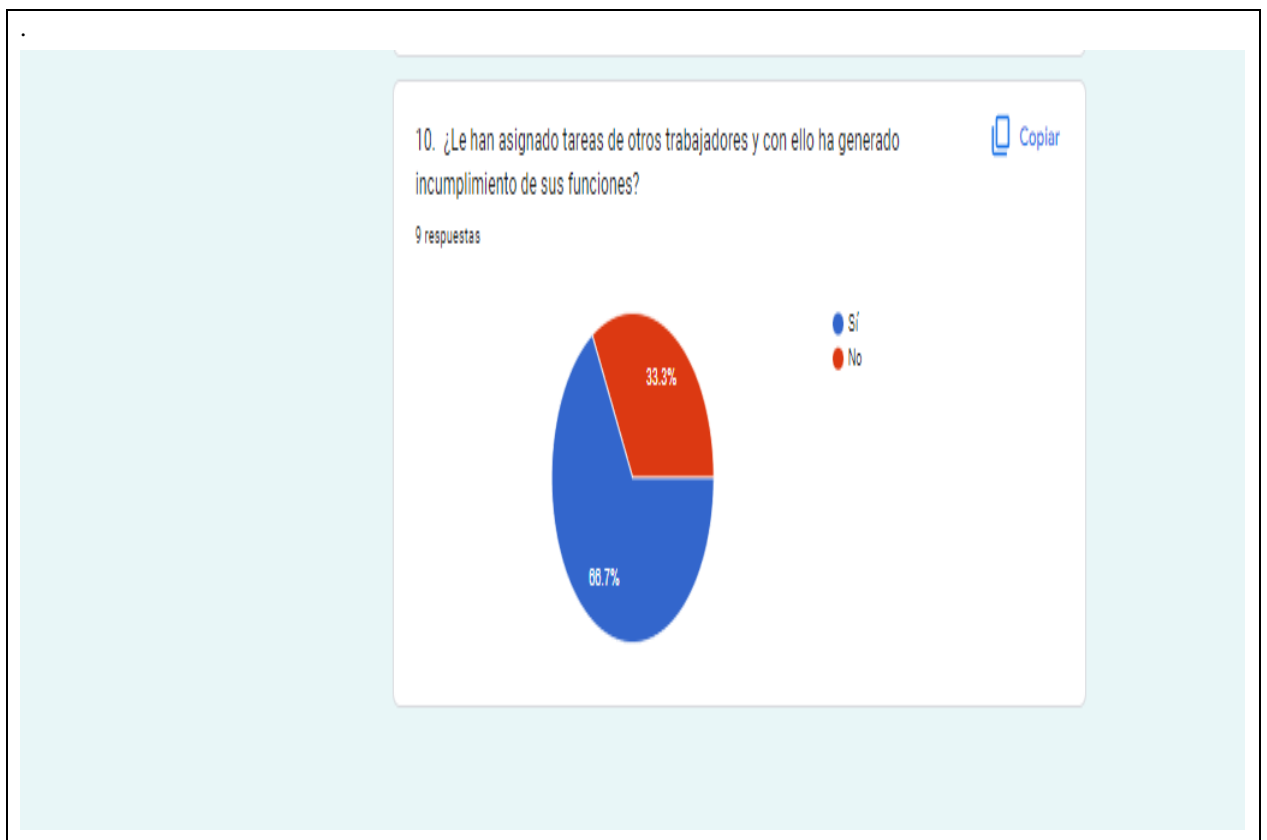 .
10. ¿Le han asignado tareas de otros trabajadores y con ello ha generado
incumplimiento de sus funciones?
Copiar
9 respuestas
Sí
No
33.3%
66.7%